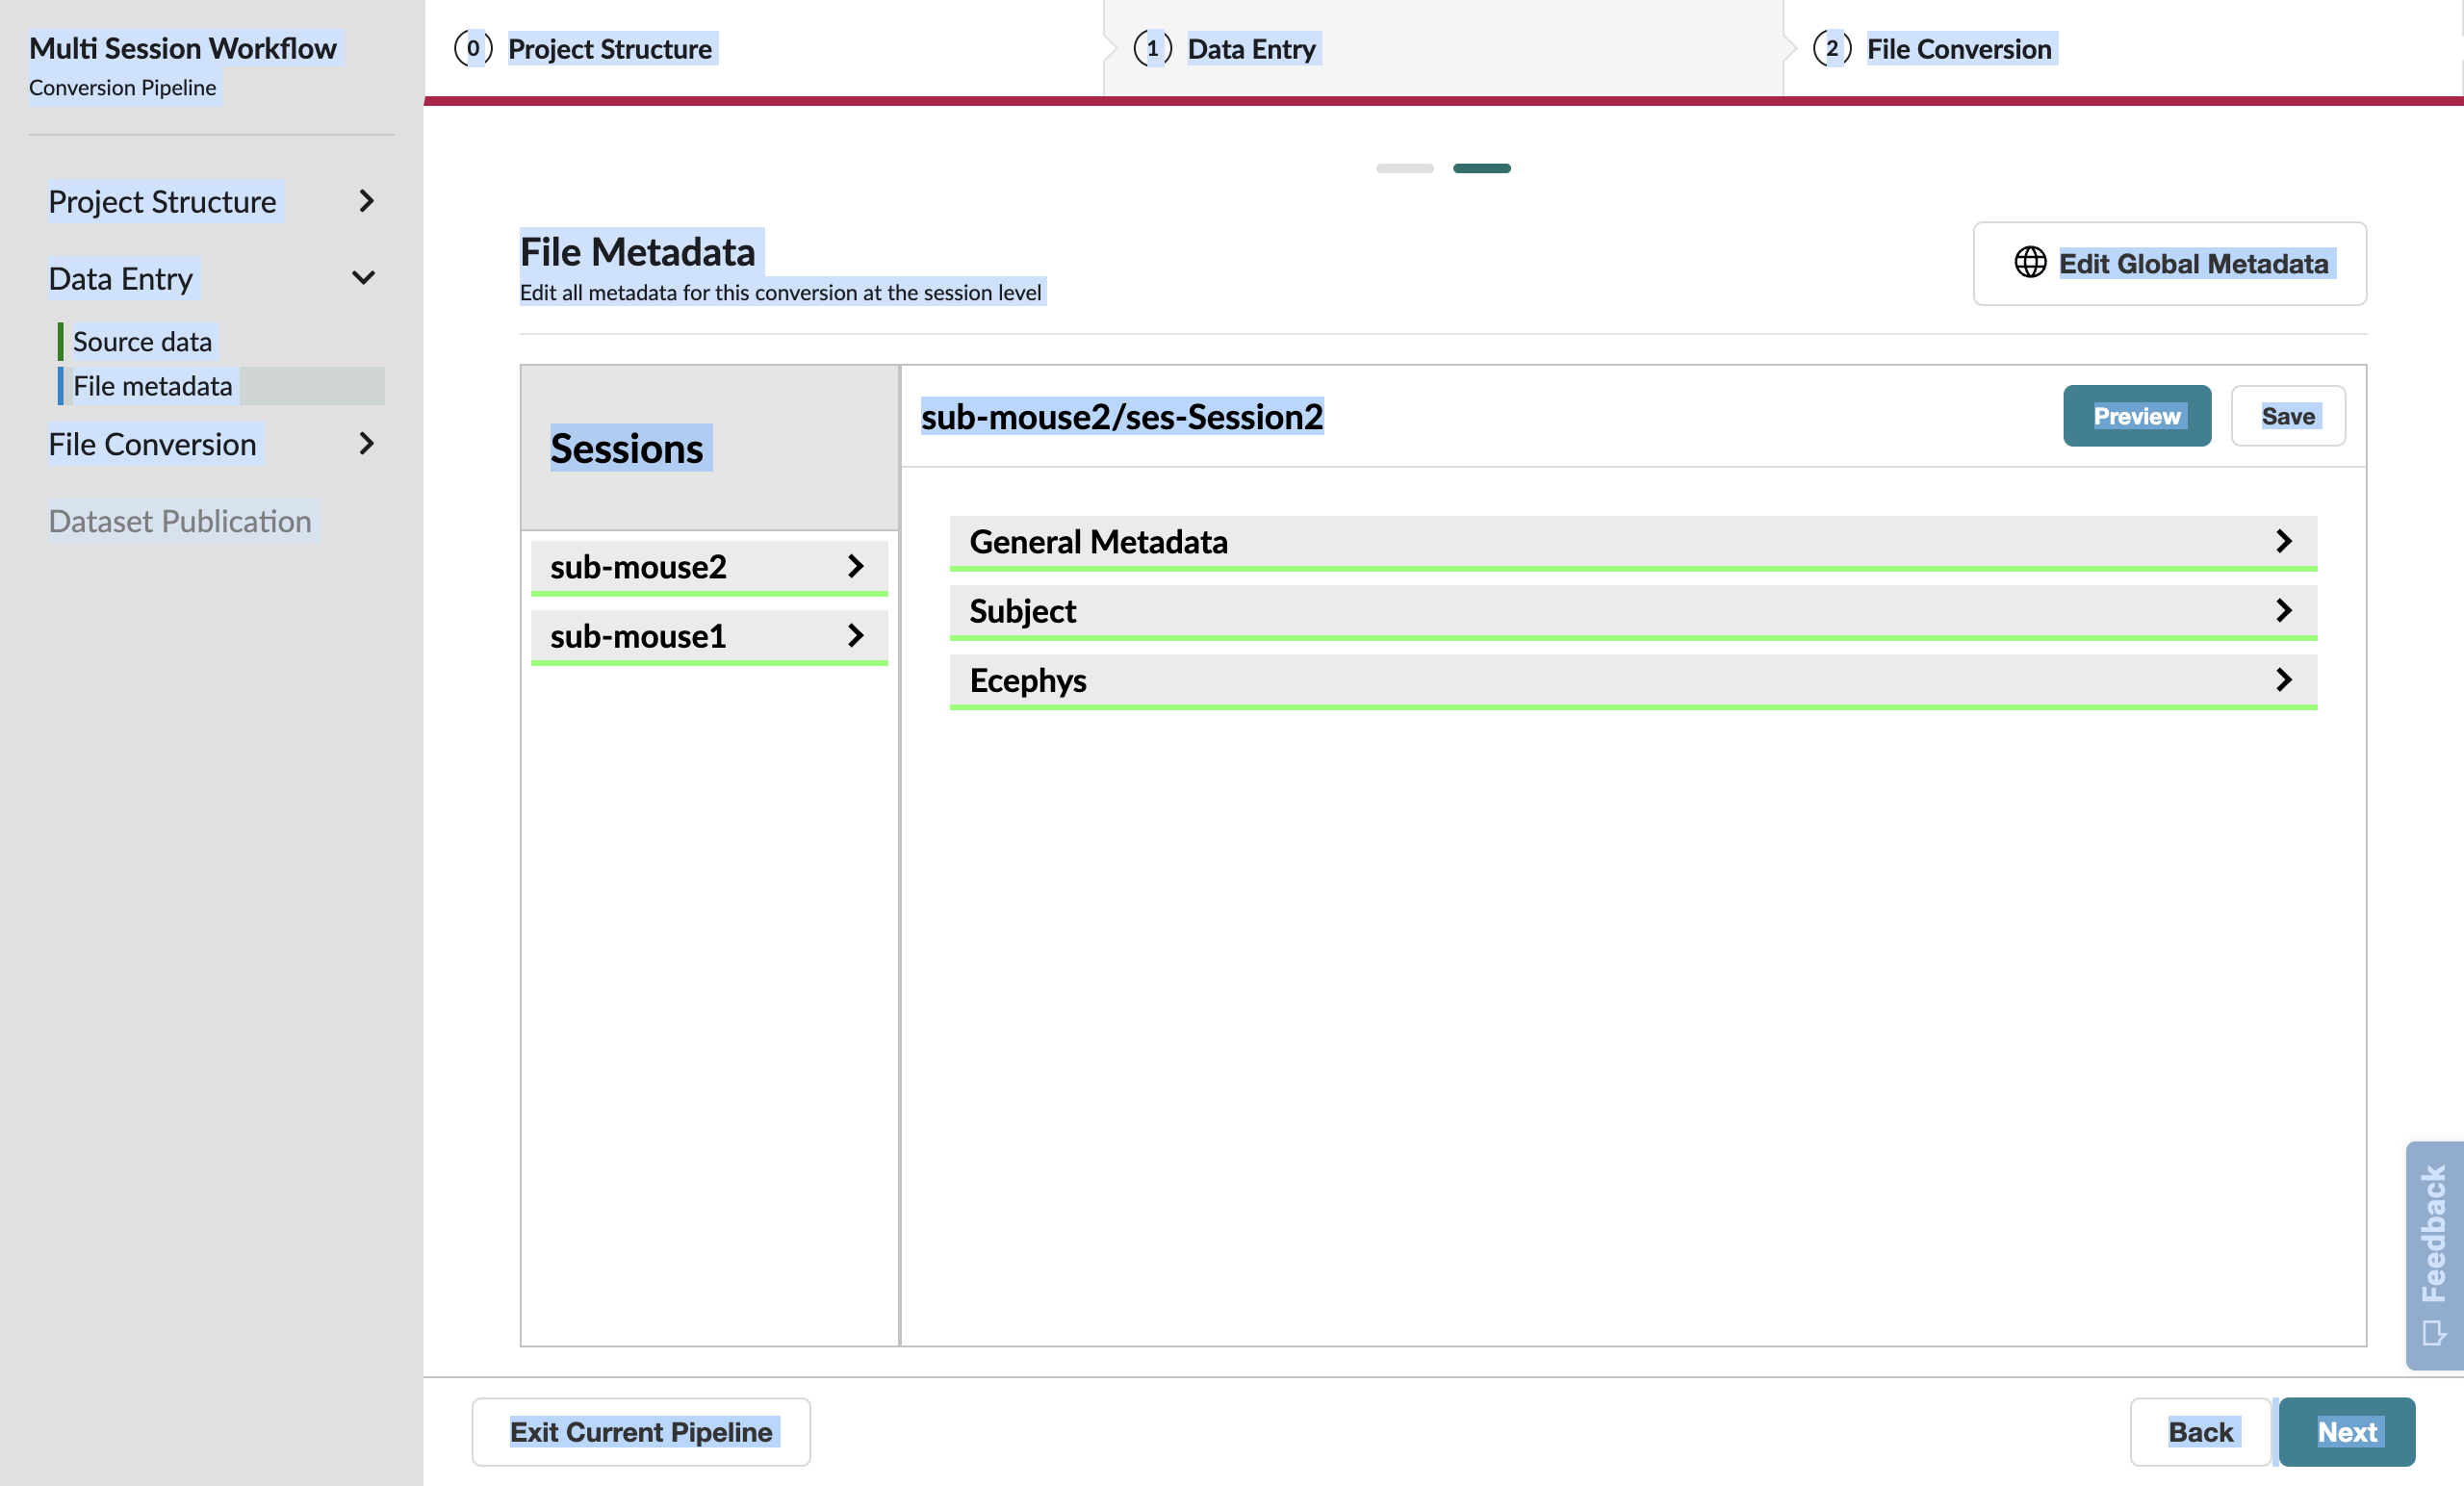 Multi Session Workflow
Conversion Pipeline
Project Structure
Data Entry
Source data
File metadata
File Conversion
Dataset Publication
0 Project Structure
1 Data Entry
2 File Conversion
File Metadata
Edit all metadata for this conversion at the session level
Edit Global Metadata
Sessions
sub-mouse2
sub-mouse1
sub-mouse2/ses-Session2
Preview
Save
General Metadata
Subject
Ecephys
Feedback
Exit Current Pipeline
Back
Next